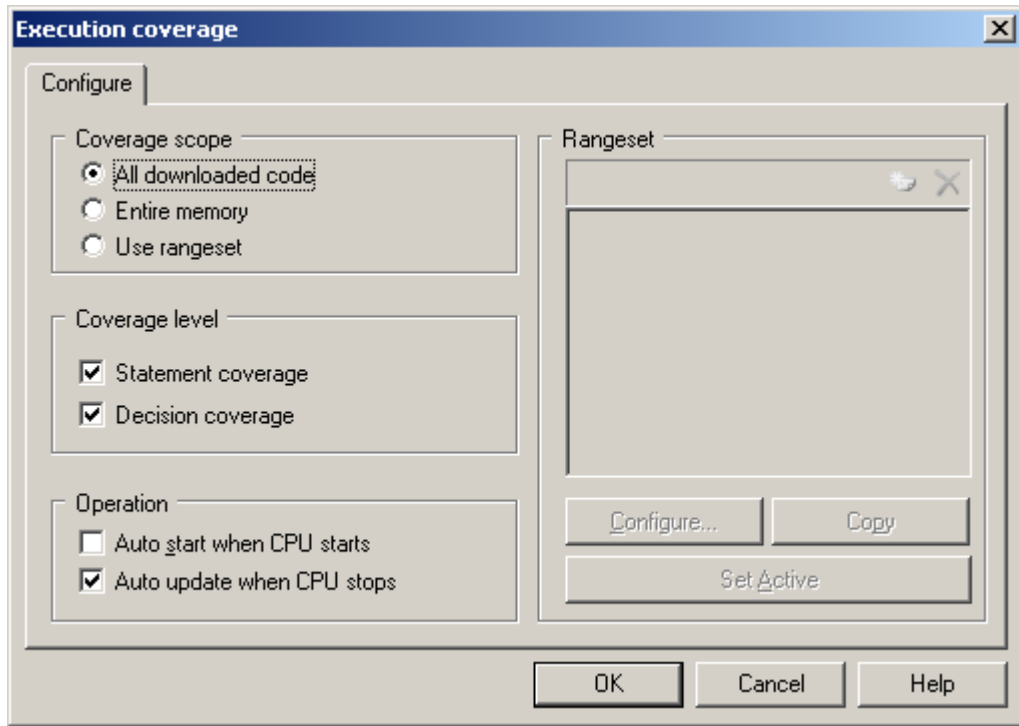 Execution coverage
Configure
Coverage scope
All downloaded code
Entire memory
Use rangeset
Coverage level
Statement coverage
Decision coverage
Operation
Auto start when CPU starts
Auto update when CPU stops
Rangeset
Configure...
Copy
Set Active
OK
Cancel
Help